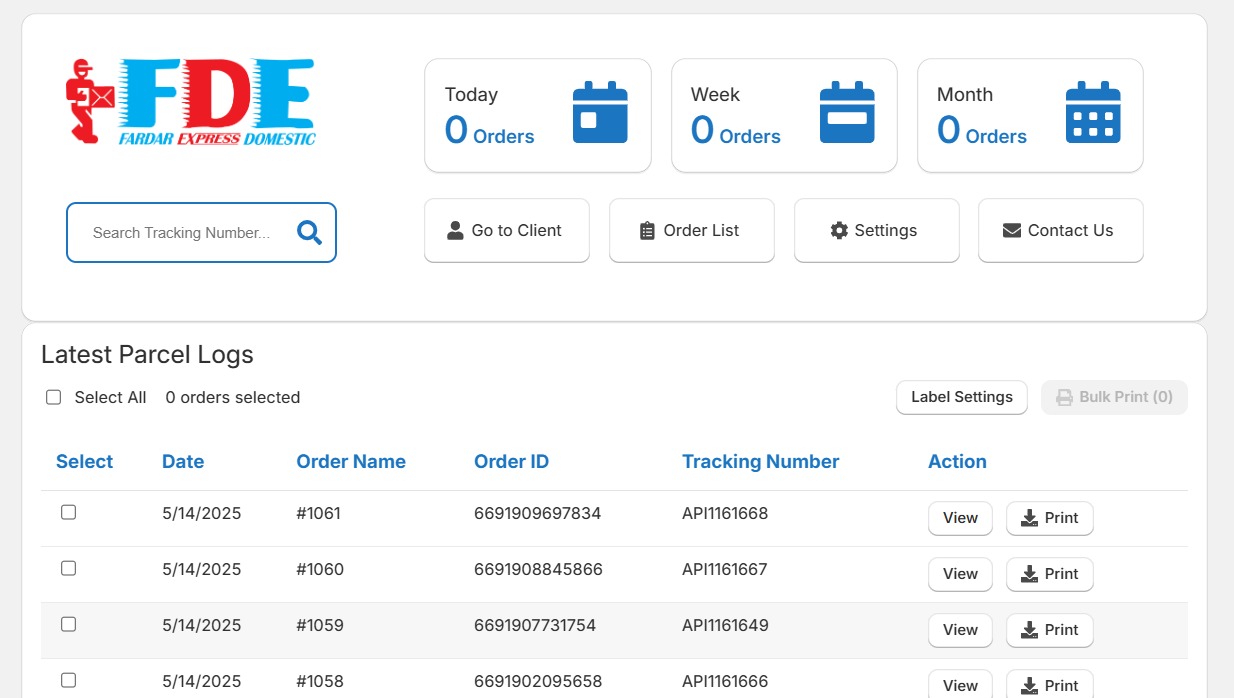 FDE
FARDAR EXPRESS DOMESTIC
Today
0 Orders
Week
0 Orders
Month
0 Orders
Search Tracking Number...
Go to Client
Order List
Settings
Contact Us
Latest Parcel Logs
Select All 0 orders selected
Label Settings
Bulk Print (0)
Select Date Order Name Order ID Tracking Number Action
5/14/2025 #1061 6691909697834 API1161668 View Print
5/14/2025 #1060 6691908845866 API1161667 View Print
5/14/2025 #1059 6691907731754 API1161649 View Print
5/14/2025 #1058 6691902095658 API1161666 View Print